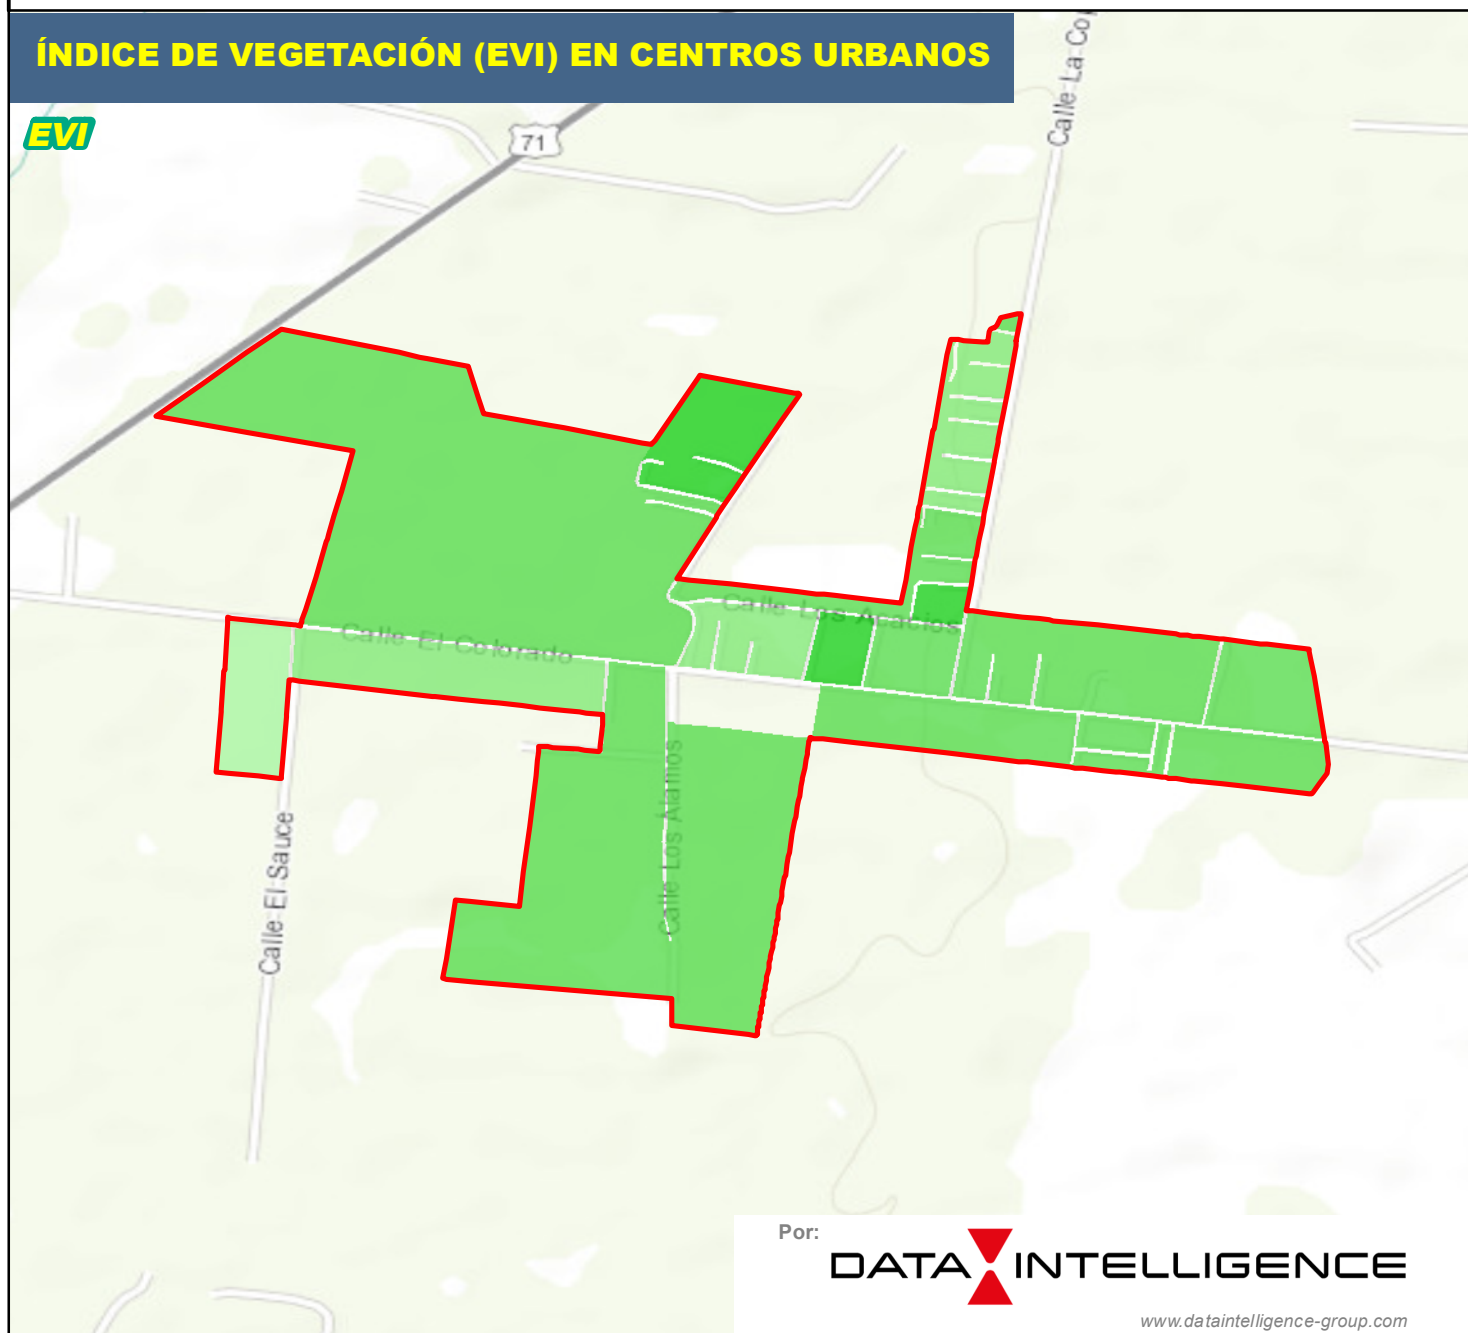 ÍNDICE DE VEGETACIÓN (EVI) EN CENTROS URBANOS
EVI
71
Calle La Co
Calle Los Acacios
Calle El Colorado
Calle Los Alamos
Calle El Sauce
Por:
DATA INTELLIGENCE
www.dataintelligence-group.com